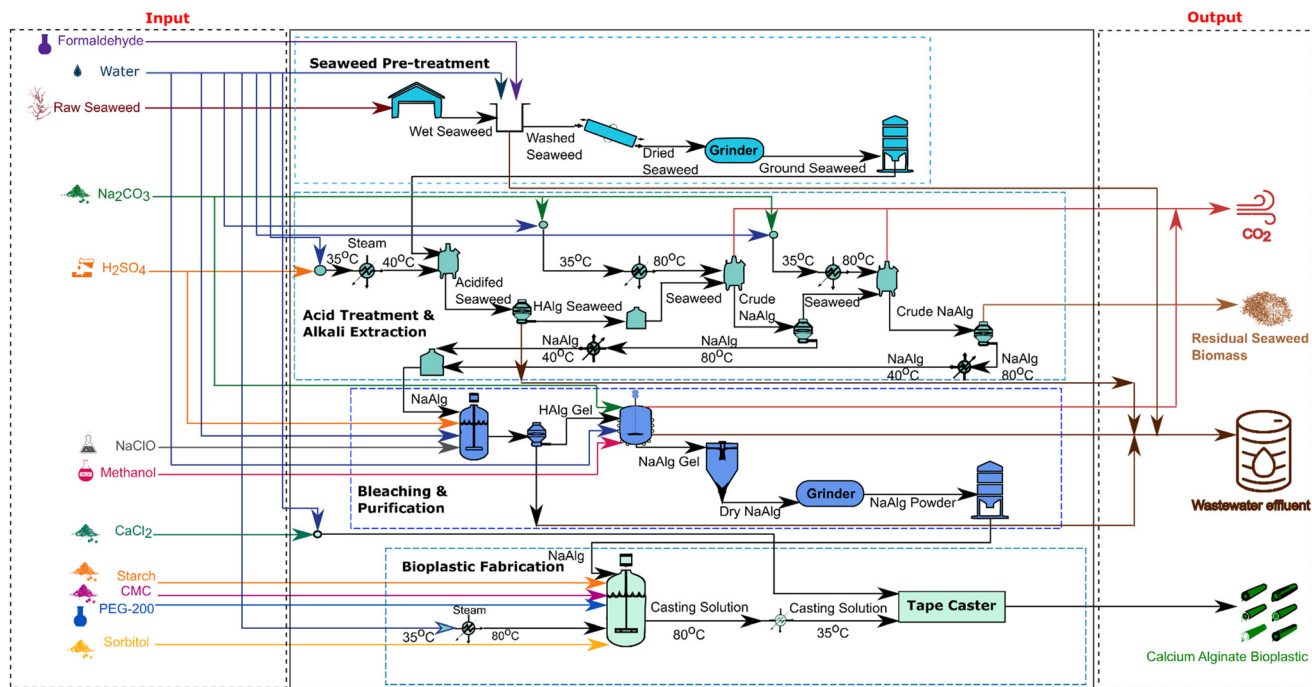 Input
Output
Formaldehyde
Water
Raw Seaweed
Na2CO3
H2SO4
NaClO
Methanol
CaCl2
Starch
CMC
PEG-200
Sorbitol
Seaweed Pre-treatment
Wet Seaweed
Washed
Seaweed
Dried
Seaweed
Grinder
Ground Seaweed
Steam
35°C
40°C
Acidifed
Seaweed
HAlg Seaweed
35°C
80°C
Seaweed
Crude
NaAlg
35°C
80°C
Seaweed
Crude NaAlg
Acid Treatment &
Alkali Extraction
NaAlg
40°C
NaAlg
80°C
NaAlg
40°C
NaAlg
80°C
NaAlg
HAlg Gel
NaAlg Gel
Bleaching &
Purification
Dry NaAlg
Grinder
NaAlg Powder
NaAlg
Bioplastic Fabrication
Steam
35°C
80°C
Casting Solution
80°C
Casting Solution
35°C
Tape Caster
CO2
Residual Seaweed
Biomass
Wastewater effluent
Calcium Alginate Bioplastic